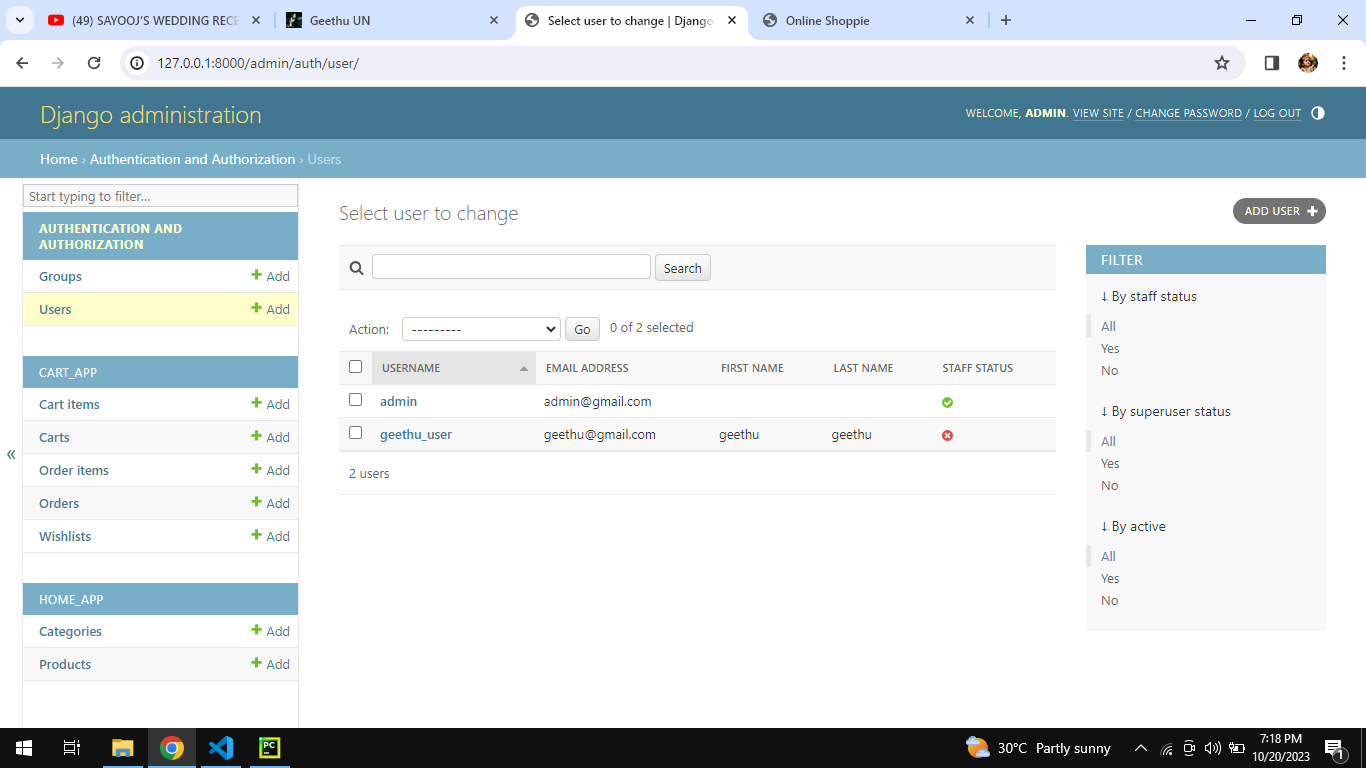 (49) SAYOOJ'S WEDDING RECE
Geethu UN
Select user to change | Django
Online Shoppie
127.0.0.1:8000/admin/auth/user/
Django administration
WELCOME, ADMIN. VIEW SITE / CHANGE PASSWORD / LOG OUT
Home › Authentication and Authorization › Users
Start typing to filter...
AUTHENTICATION AND
AUTHORIZATION
Groups + Add
Users + Add
CART_APP
Cart items + Add
Carts + Add
Order items + Add
Orders + Add
Wishlists + Add
HOME_APP
Categories + Add
Products + Add
«
Select user to change
ADD USER +
Search
Action: --------- Go 0 of 2 selected
USERNAME EMAIL ADDRESS FIRST NAME LAST NAME STAFF STATUS
admin admin@gmail.com
geethu_user geethu@gmail.com geethu geethu
2 users
FILTER
↓ By staff status
All
Yes
No
↓ By superuser status
All
Yes
No
↓ By active
All
Yes
No
PC
30°C Partly sunny
7:18 PM
10/20/2023
1